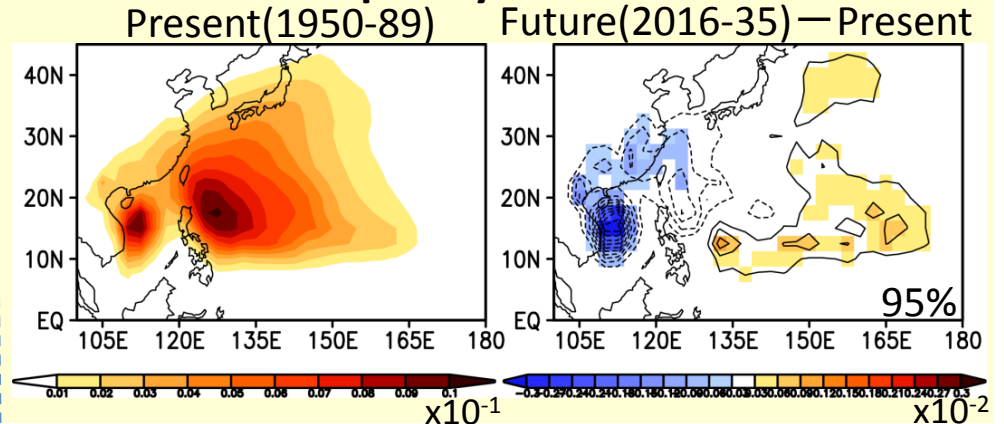 Present(1950-89)
Future(2016-35)－Present
40N
30N
20N
10N
EQ
105E 120E 135E 150E 165E 180
40N
30N
20N
10N
EQ
95%
105E 120E 135E 150E 165E 180
0.01 0.02 0.03 0.04 0.05 0.06 0.07 0.08 0.09 0.1
x10-1
x10-2